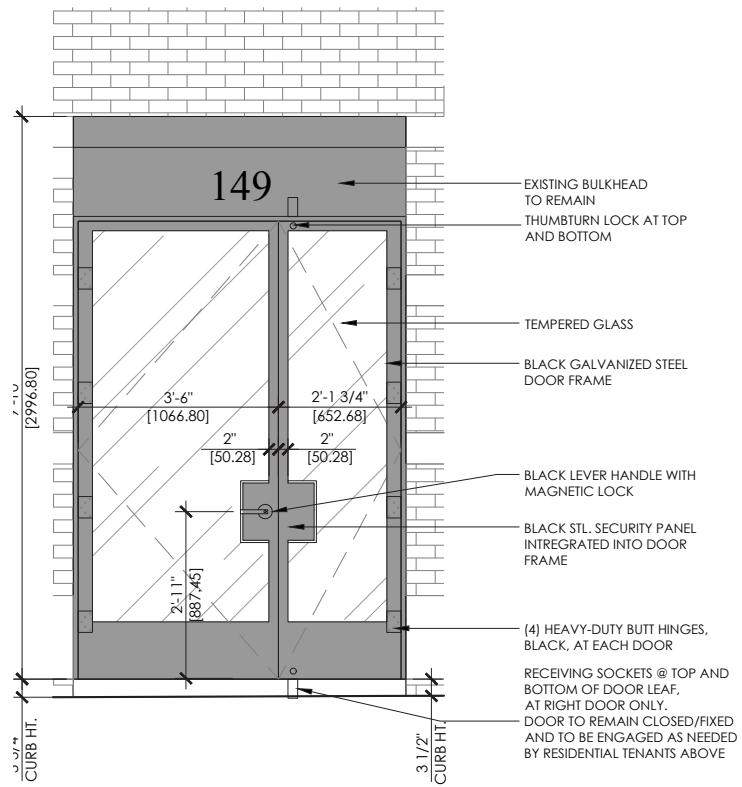 149
EXISTING BULKHEAD
TO REMAIN
THUMBTURN LOCK AT TOP
AND BOTTOM
TEMPERED GLASS
BLACK GALVANIZED STEEL
DOOR FRAME
[2996.80]
3'-6"
[1066.80]
2'-1 3/4"
[652.68]
2"
[50.28]
2"
[50.28]
BLACK LEVER HANDLE WITH
MAGNETIC LOCK
BLACK STL. SECURITY PANEL
INTREGRATED INTO DOOR
FRAME
2'-11"
[887.45]
(4) HEAVY-DUTY BUTT HINGES,
BLACK, AT EACH DOOR
RECEIVING SOCKETS @ TOP AND
BOTTOM OF DOOR LEAF,
AT RIGHT DOOR ONLY.
DOOR TO REMAIN CLOSED/FIXED
AND TO BE ENGAGED AS NEEDED
BY RESIDENTIAL TENANTS ABOVE
CURB HT.
3 1/2"
CURB HT.